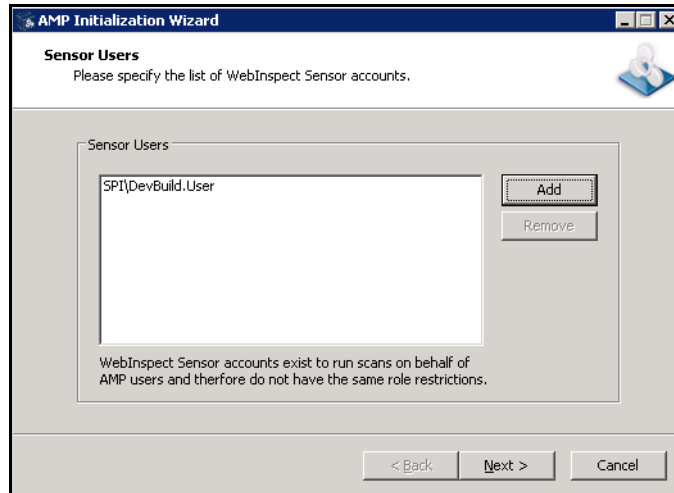 AMP Initialization Wizard
Sensor Users
Please specify the list of WebInspect Sensor accounts.
Sensor Users
SPI\DevBuild.User
Add
Remove
WebInspect Sensor accounts exist to run scans on behalf of
AMP users and therfore do not have the same role restrictions.
< Back
Next >
Cancel